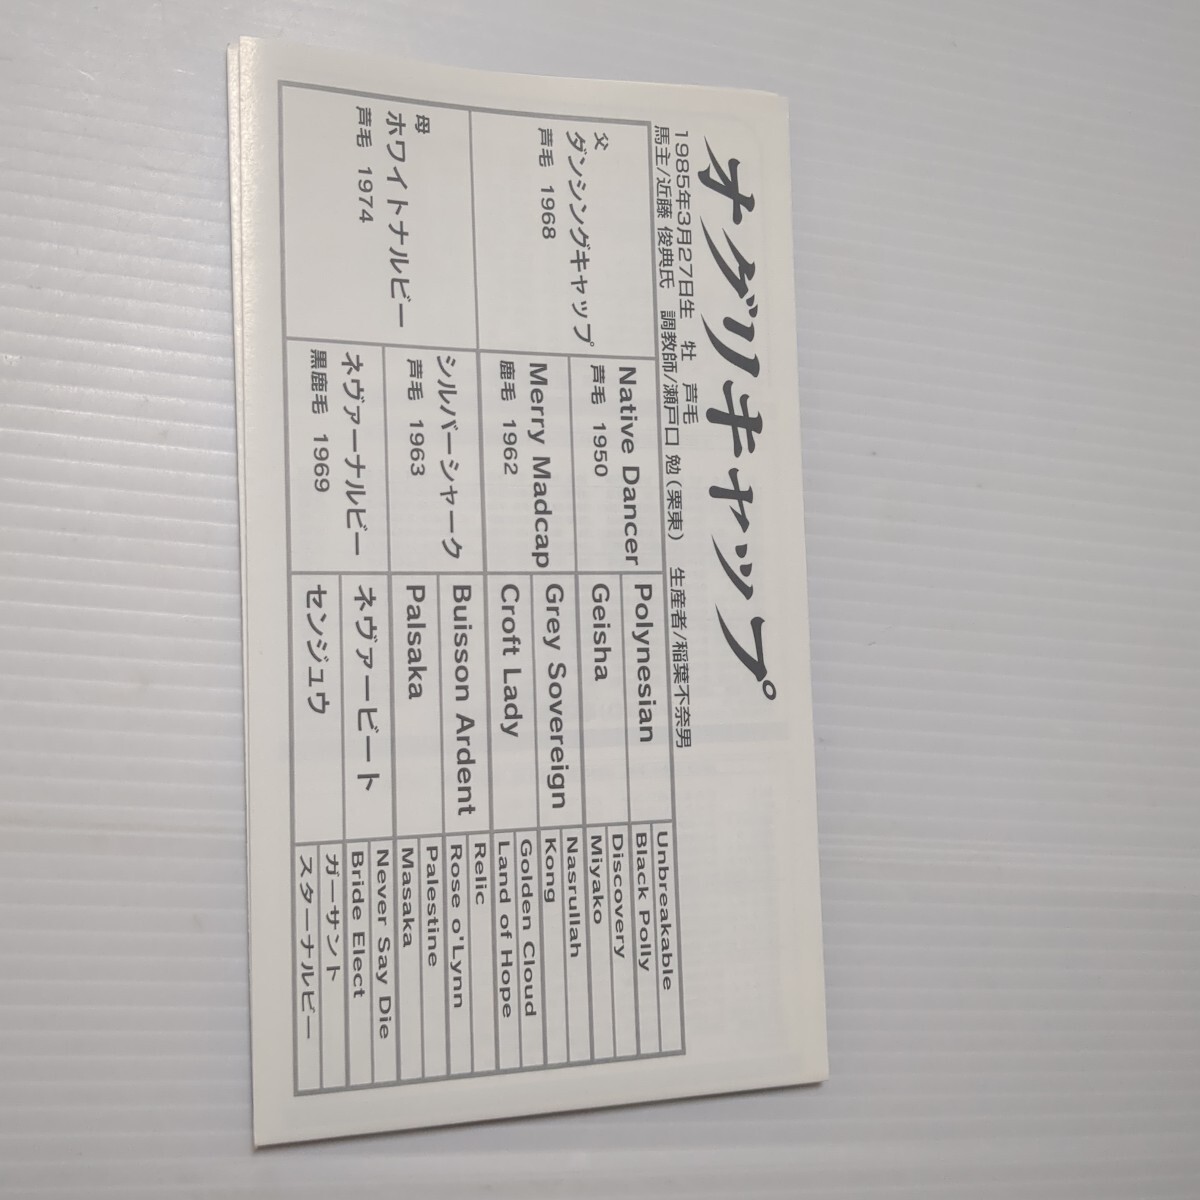 オグリキャップ
1985年3月27日生 牡 芦毛
馬主/近藤 俊典氏 調教師/瀬戸口 勉(栗東) 生産者/稲葉不奈男
父
ダンシングキャップ
芦毛 1968
母
ホワイトナルビー
芦毛 1974
Native Dancer
芦毛 1950
Merry Madcap
鹿毛 1962
シルバーシャーク
芦毛 1963
ネヴァーナルビー
黒鹿毛 1969
Polynesian
Geisha
Grey Sovereign
Croft Lady
Buisson Ardent
Palsaka
ネヴァービート
センジュウ
Unbreakable
Black Polly
Discovery
Miyako
Nasrullah
Kong
Golden Cloud
Land of Hope
Relic
Rose o'Lynn
Palestine
Masaka
Never Say Die
Bride Elect
ガーサント
スターナルビー